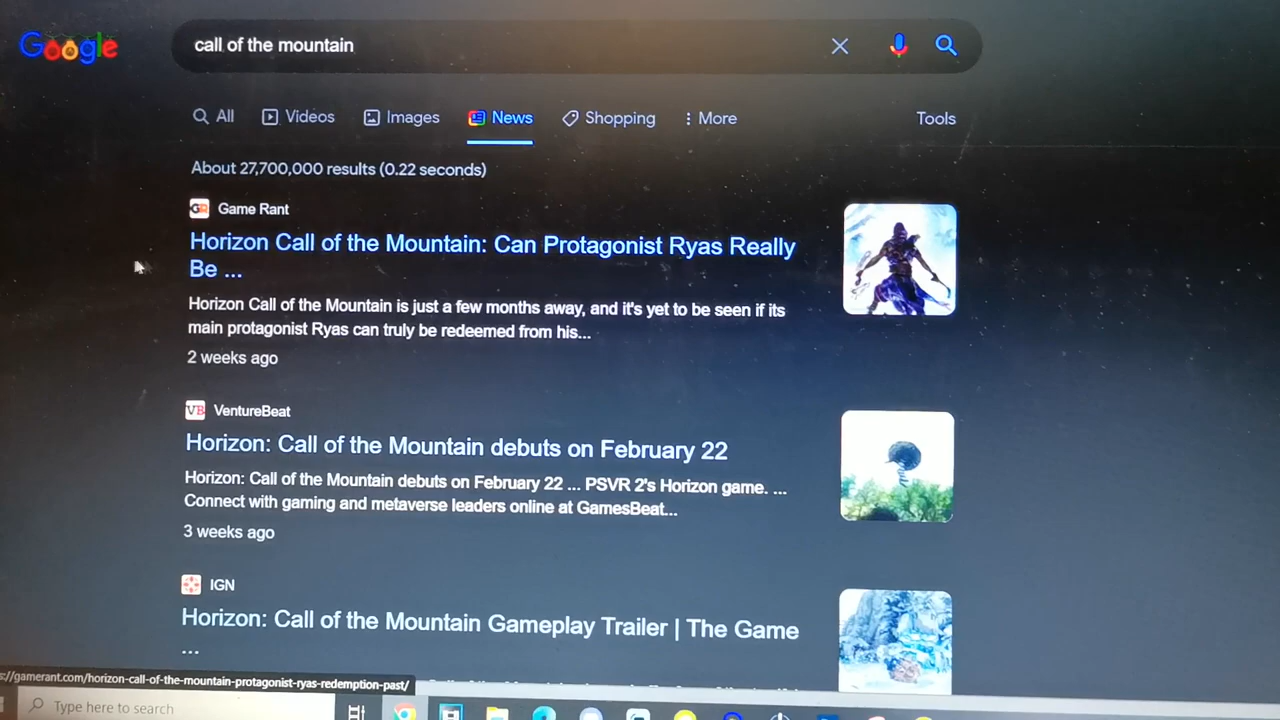 Google
call of the mountain
All Videos Images News Shopping More Tools
About 27,700,000 results (0.22 seconds)
Game Rant
Horizon Call of the Mountain: Can Protagonist Ryas Really
Be ...
Horizon Call of the Mountain is just a few months away, and it's yet to be seen if its
main protagonist Ryas can truly be redeemed from his...
2 weeks ago
VB VentureBeat
Horizon: Call of the Mountain debuts on February 22
Horizon: Call of the Mountain debuts on February 22 ... PSVR 2's Horizon game. ...
Connect with gaming and metaverse leaders online at GamesBeat...
3 weeks ago
IGN
Horizon: Call of the Mountain Gameplay Trailer | The Game
...
s://gamerant.com/horizon-call-of-the-mountain-protagonist-ryas-redemption-past/
Type here to search